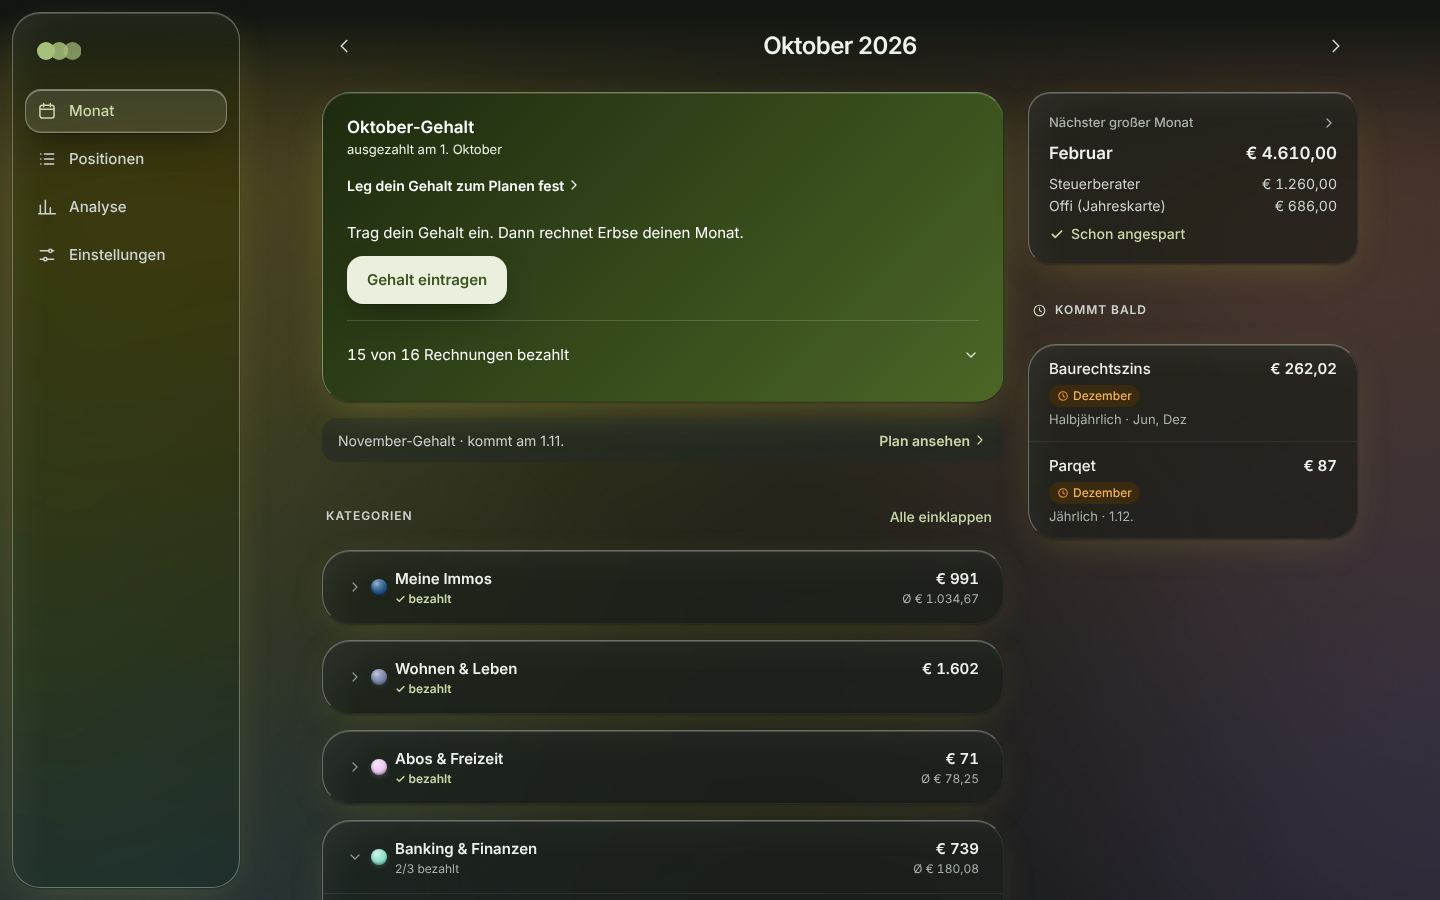 Oktober 2026
Monat
Positionen
Analyse
Einstellungen
Oktober-Gehalt
ausgezahlt am 1. Oktober
Leg dein Gehalt zum Planen fest
Trag dein Gehalt ein. Dann rechnet Erbse deinen Monat.
Gehalt eintragen
15 von 16 Rechnungen bezahlt
November-Gehalt · kommt am 1.11.
Plan ansehen
KATEGORIEN
Alle einklappen
Meine Immos
€ 991
bezahlt
Ø € 1.034,67
Wohnen & Leben
€ 1.602
bezahlt
Abos & Freizeit
€ 71
bezahlt
Ø € 78,25
Banking & Finanzen
€ 739
2/3 bezahlt
Ø € 180,08
Nächster großer Monat
Februar
€ 4.610,00
Steuerberater
€ 1.260,00
Offi (Jahreskarte)
€ 686,00
Schon angespart
KOMMT BALD
Baurechtszins
€ 262,02
Dezember
Halbjährlich · Jun, Dez
Parqet
€ 87
Dezember
Jährlich · 1.12.